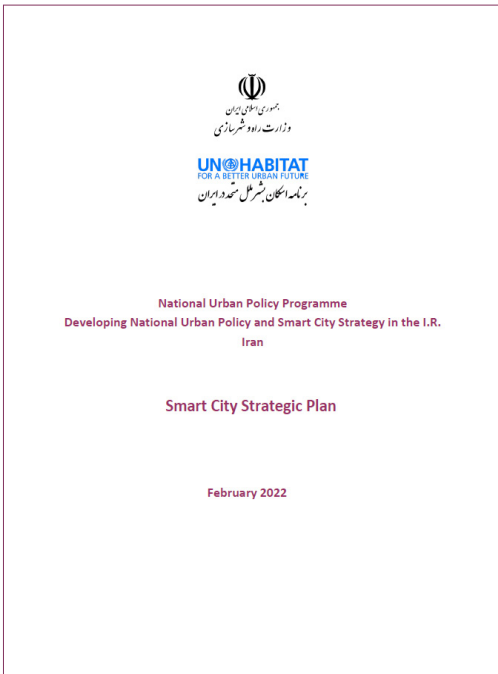 جمهوری اسلامی ایران
وزارت راه و شهرسازی
UN HABITAT
FOR A BETTER URBAN FUTURE
برنامه اسکان بشر ملل متحد در ایران
National Urban Policy Programme
Developing National Urban Policy and Smart City Strategy in the I.R.
Iran
Smart City Strategic Plan
February 2022